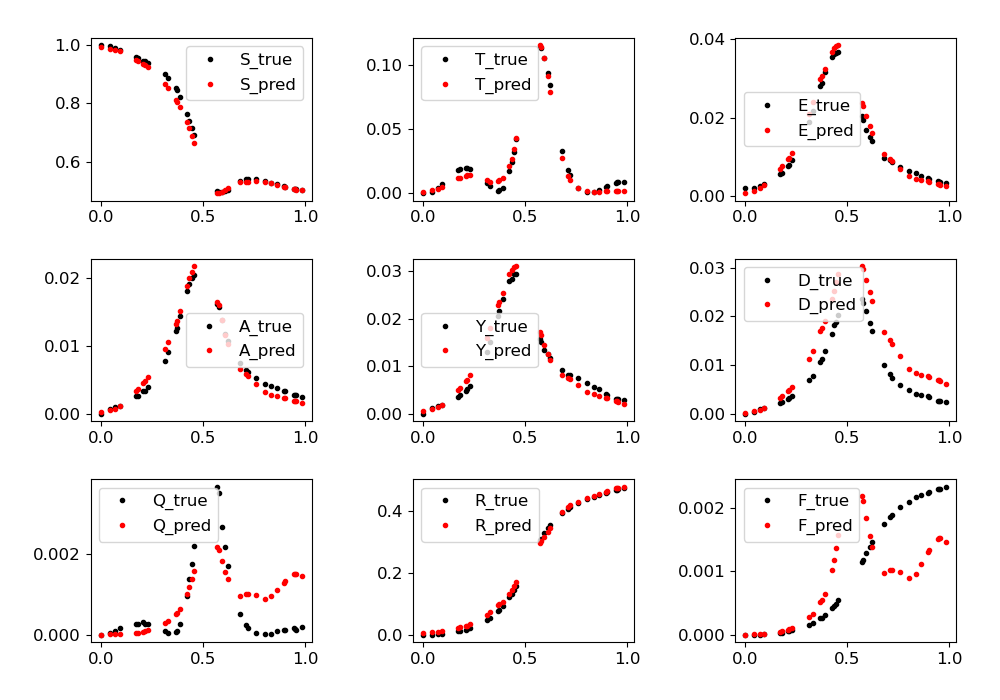 1.0
0.8
0.6
0.0 0.5 1.0
S_true
S_pred
0.10
0.05
0.00
0.0 0.5 1.0
T_true
T_pred
0.04
0.02
0.00
0.0 0.5 1.0
E_true
E_pred
0.02
0.01
0.00
0.0 0.5 1.0
A_true
A_pred
0.03
0.02
0.01
0.00
0.0 0.5 1.0
Y_true
Y_pred
0.03
0.02
0.01
0.00
0.0 0.5 1.0
D_true
D_pred
0.002
0.000
0.0 0.5 1.0
Q_true
Q_pred
0.4
0.2
0.0
0.0 0.5 1.0
R_true
R_pred
0.002
0.001
0.000
0.0 0.5 1.0
F_true
F_pred